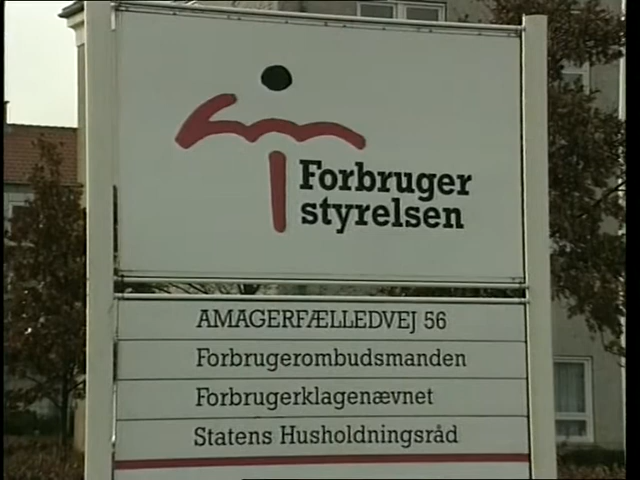 Forbruger
styrelsen
AMAGERFÆLLEDVEJ 56
Forbrugerombudsmanden
Forbrugerklagenævnet
Statens Husholdningsråd